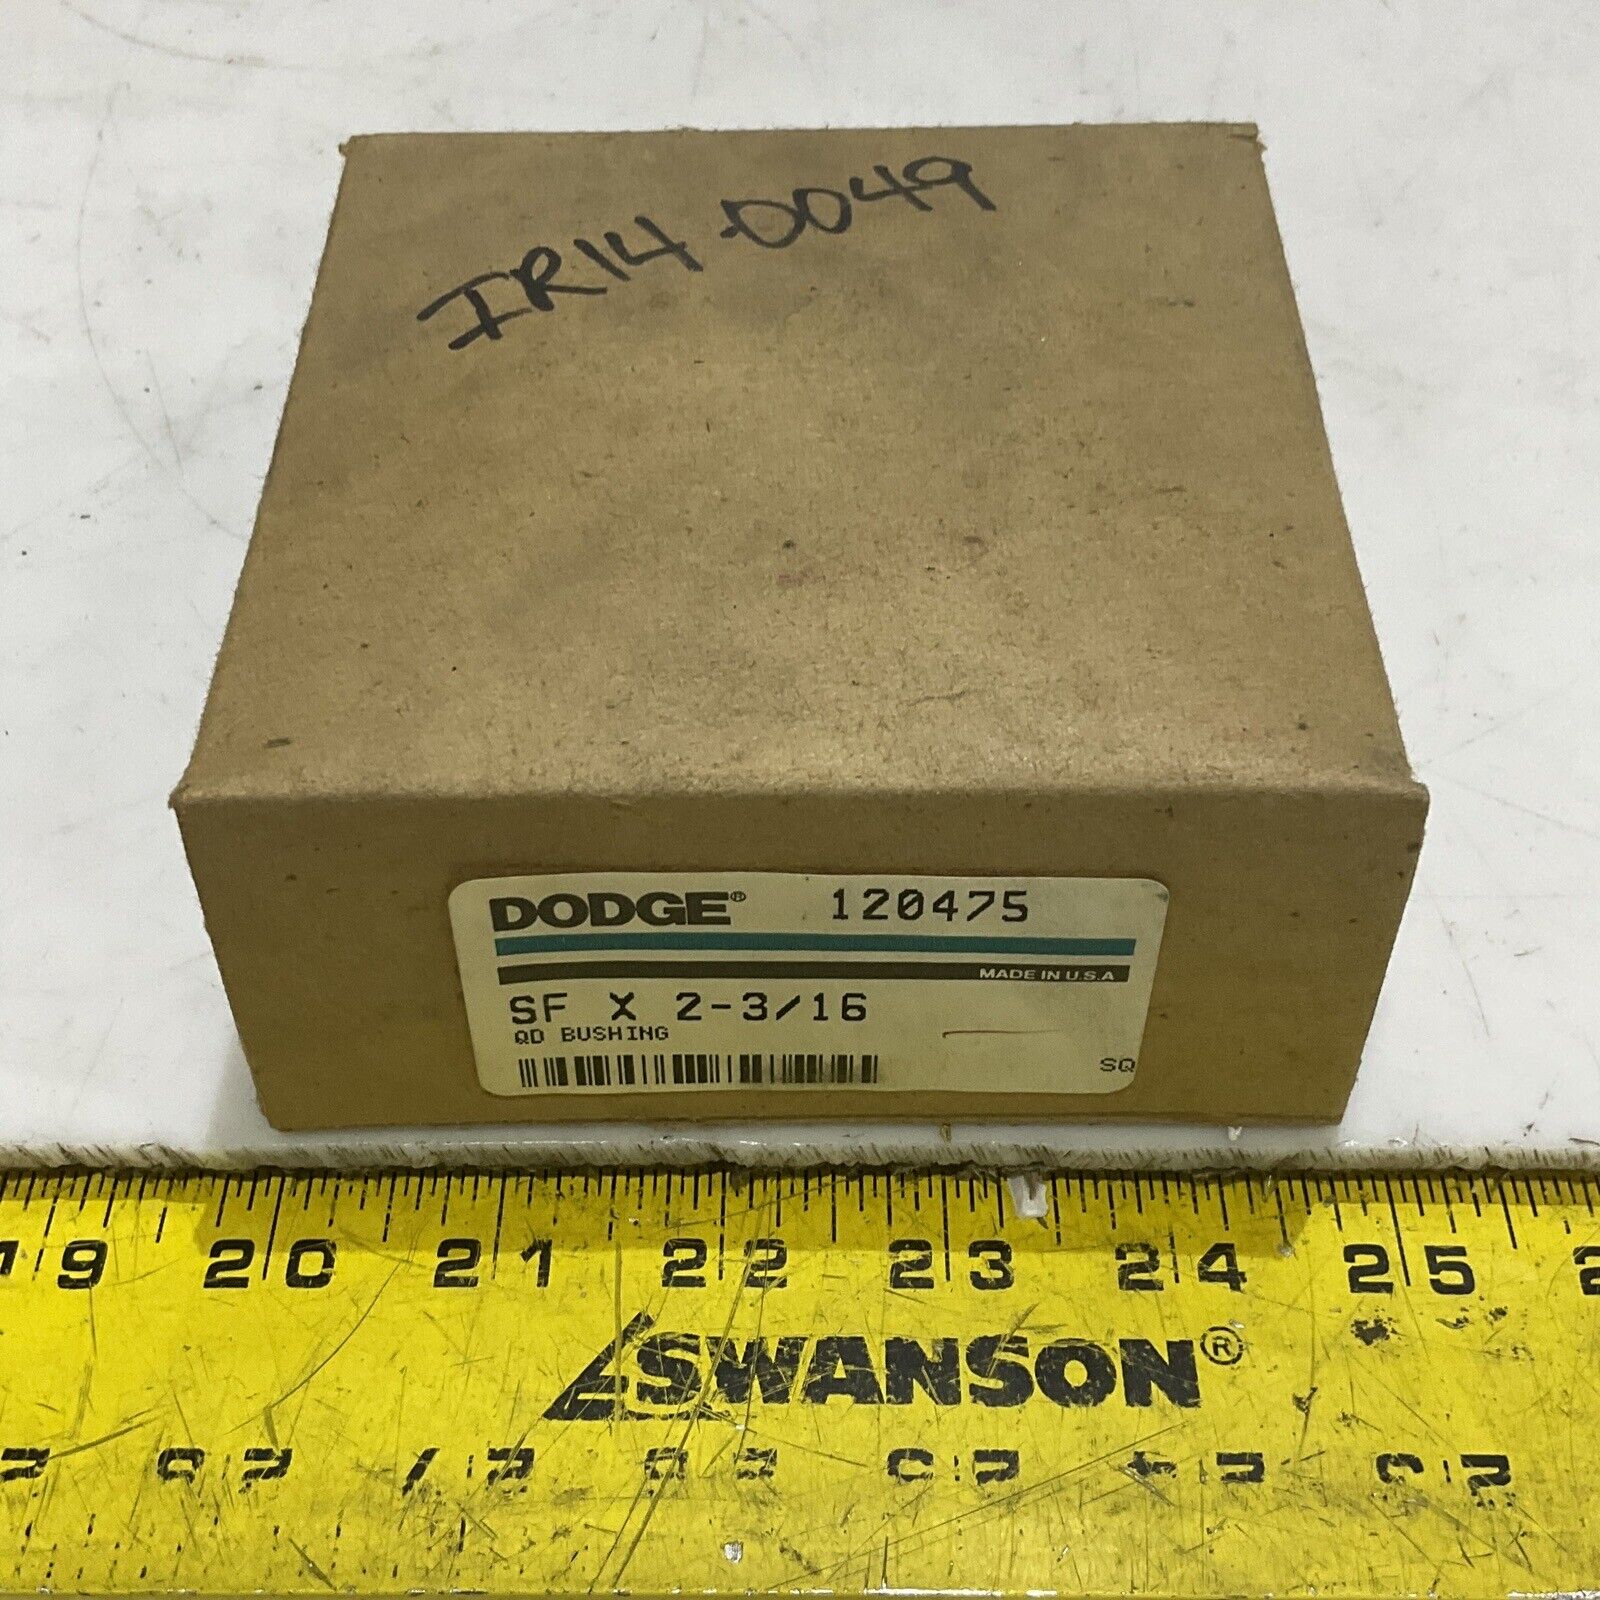 IR14-0049
DODGE® 120475
MADE IN U.S.A
SF X 2-3/16
QD BUSHING
SQ
19 20 21 22 23 24 25 2
SWANSON®